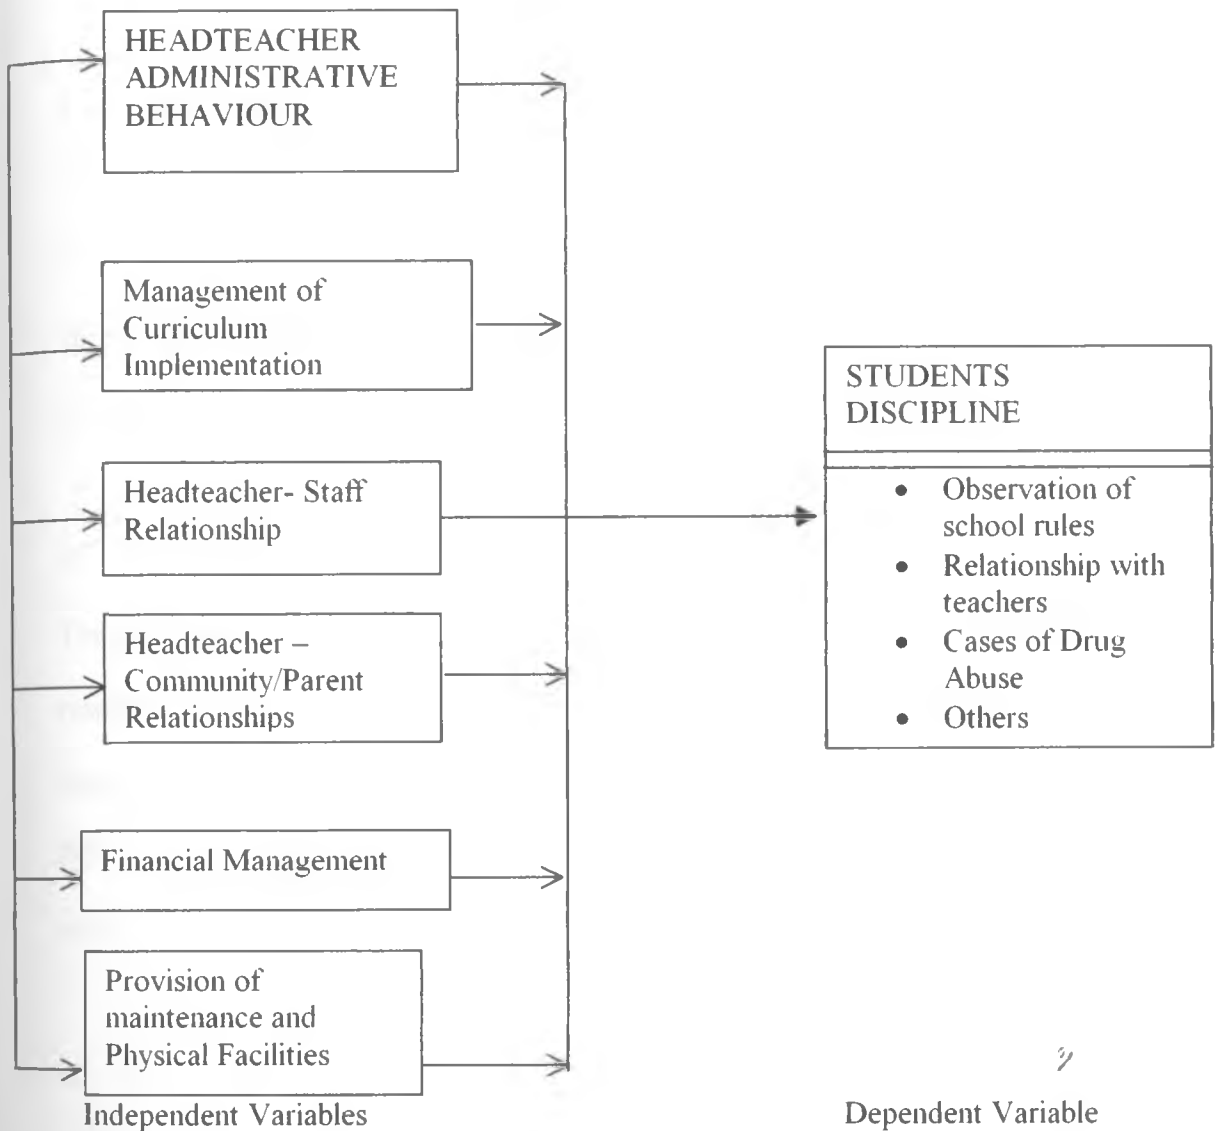 HEADTEACHER
ADMINISTRATIVE
BEHAVIOUR
Management of
Curriculum
Implementation
Headteacher- Staff
Relationship
Headteacher –
Community/Parent
Relationships
Financial Management
Provision of
maintenance and
Physical Facilities
Independent Variables
STUDENTS
DISCIPLINE
• Observation of
school rules
• Relationship with
teachers
• Cases of Drug
Abuse
• Others
Dependent Variable